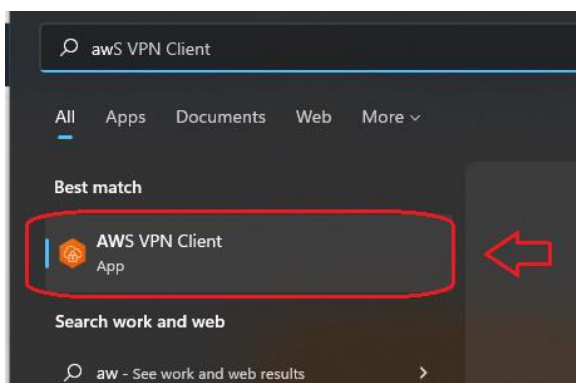 awS VPN Client
All Apps Documents Web More
Best match
AWS VPN Client
App
Search work and web
aw - See work and web results